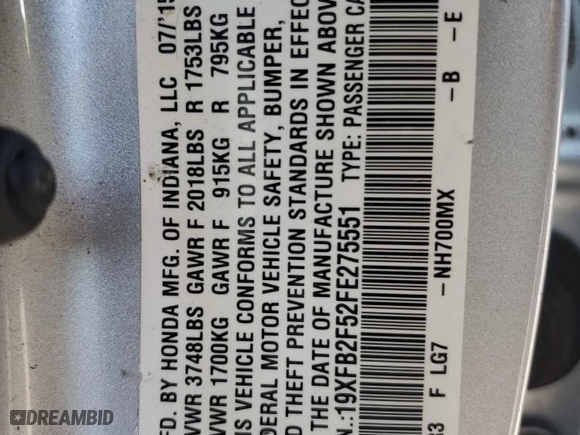 FD. BY HONDA MFG. OF INDIANA, LLC 07/'15
VWR 3748LBS GAWR F 2018LBS R 1753LBS
VWR 1700KG GAWR F 915KG R 795KG
IS VEHICLE CONFORMS TO ALL APPLICABLE
DERAL MOTOR VEHICLE SAFETY, BUMPER,
D THEFT PREVENTION STANDARDS IN EFFEC
THE DATE OF MANUFACTURE SHOWN ABOV
N.:19XFB2F52FE275551 TYPE: PASSENGER CA
3 F LG7 -NH700MX -B -E
DREAMBID